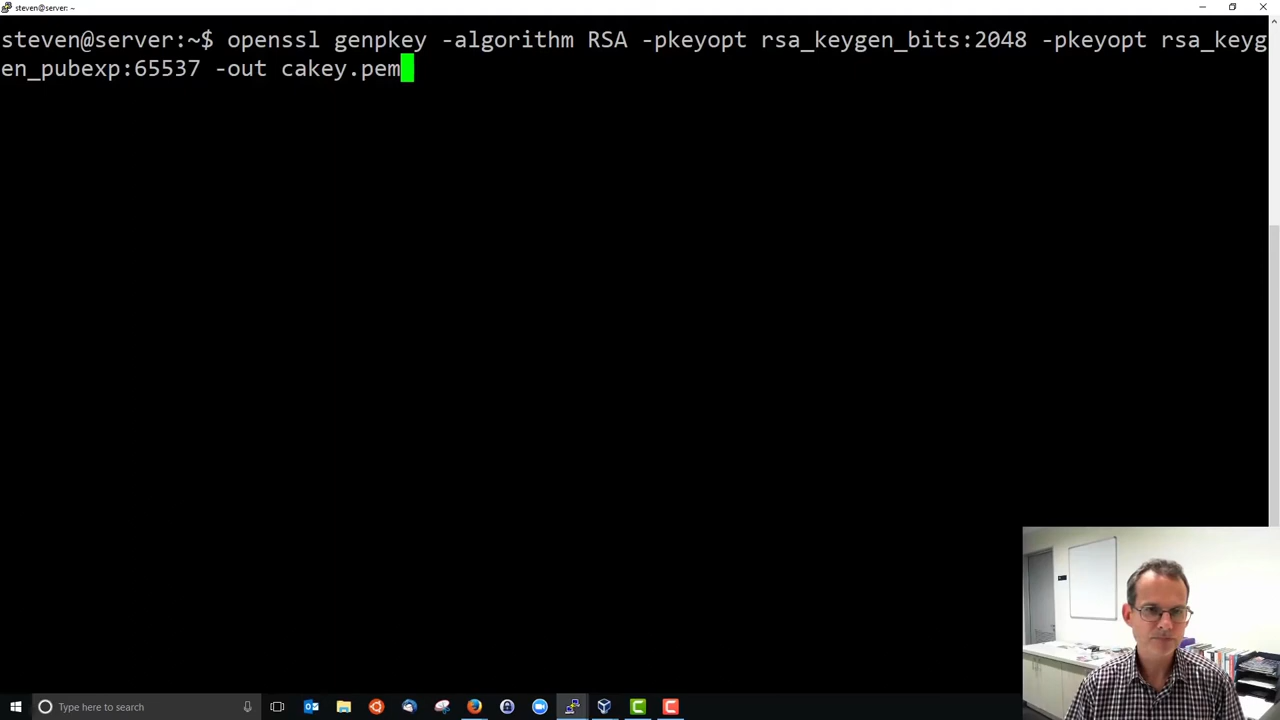 steven@server: ~
steven@server:~$ openssl genpkey -algorithm RSA -pkeyopt rsa_keygen_bits:2048 -pkeyopt rsa_keyg
en_pubexp:65537 -out cakey.pem
Type here to search